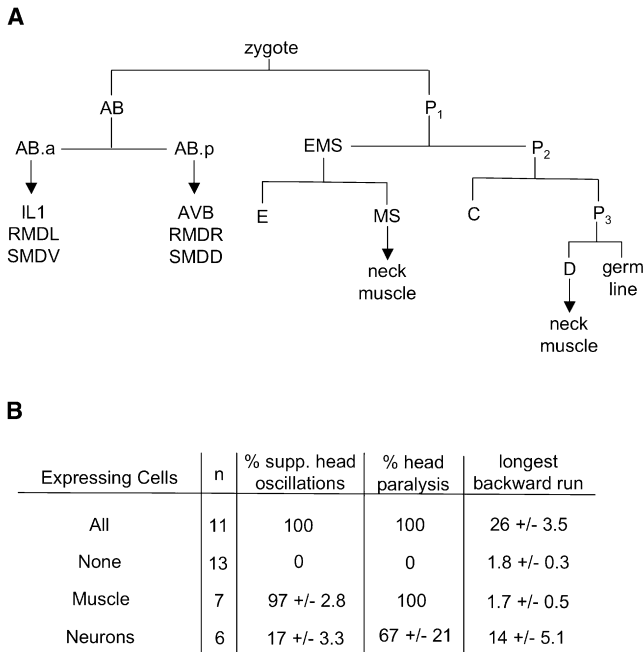 A
zygote
AB
P1
AB.a
AB.p
EMS
P2
IL1
RMDL
SMDV
AVB
RMDR
SMDD
E
MS
C
P3
neck
muscle
D
germ
line
neck
muscle
B
Expressing Cells n % supp. head oscillations % head paralysis longest backward run
All 11 100 100 26 +/- 3.5
None 13 0 0 1.8 +/- 0.3
Muscle 7 97 +/- 2.8 100 1.7 +/- 0.5
Neurons 6 17 +/- 3.3 67 +/- 21 14 +/- 5.1